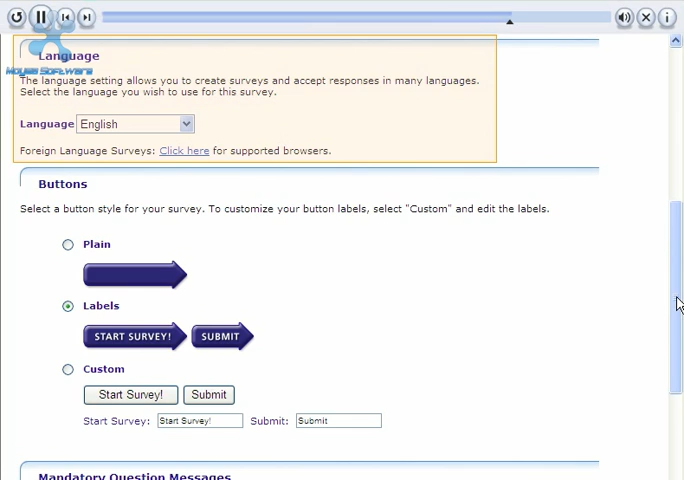 Language
Mouse Software
The language setting allows you to create surveys and accept responses in many languages.
Select the language you wish to use for this survey.
Language English
Foreign Language Surveys: Click here for supported browsers.
Buttons
Select a button style for your survey. To customize your button labels, select "Custom" and edit the labels.
Plain
Labels
START SURVEY! SUBMIT
Custom
Start Survey! Submit
Start Survey: Start Survey! Submit: Submit
Mandatory Question Messages